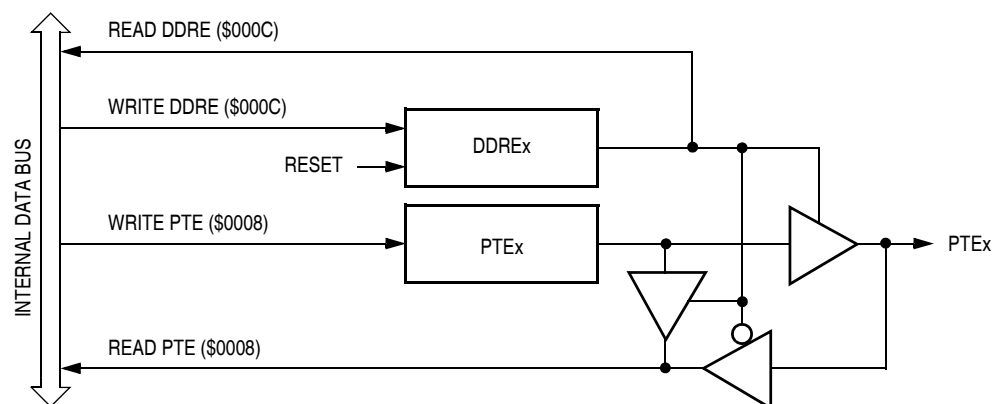 READ DDRE ($000C)
WRITE DDRE ($000C)
RESET
DDREx
WRITE PTE ($0008)
PTEx
PTEx
READ PTE ($0008)
INTERNAL DATA BUS